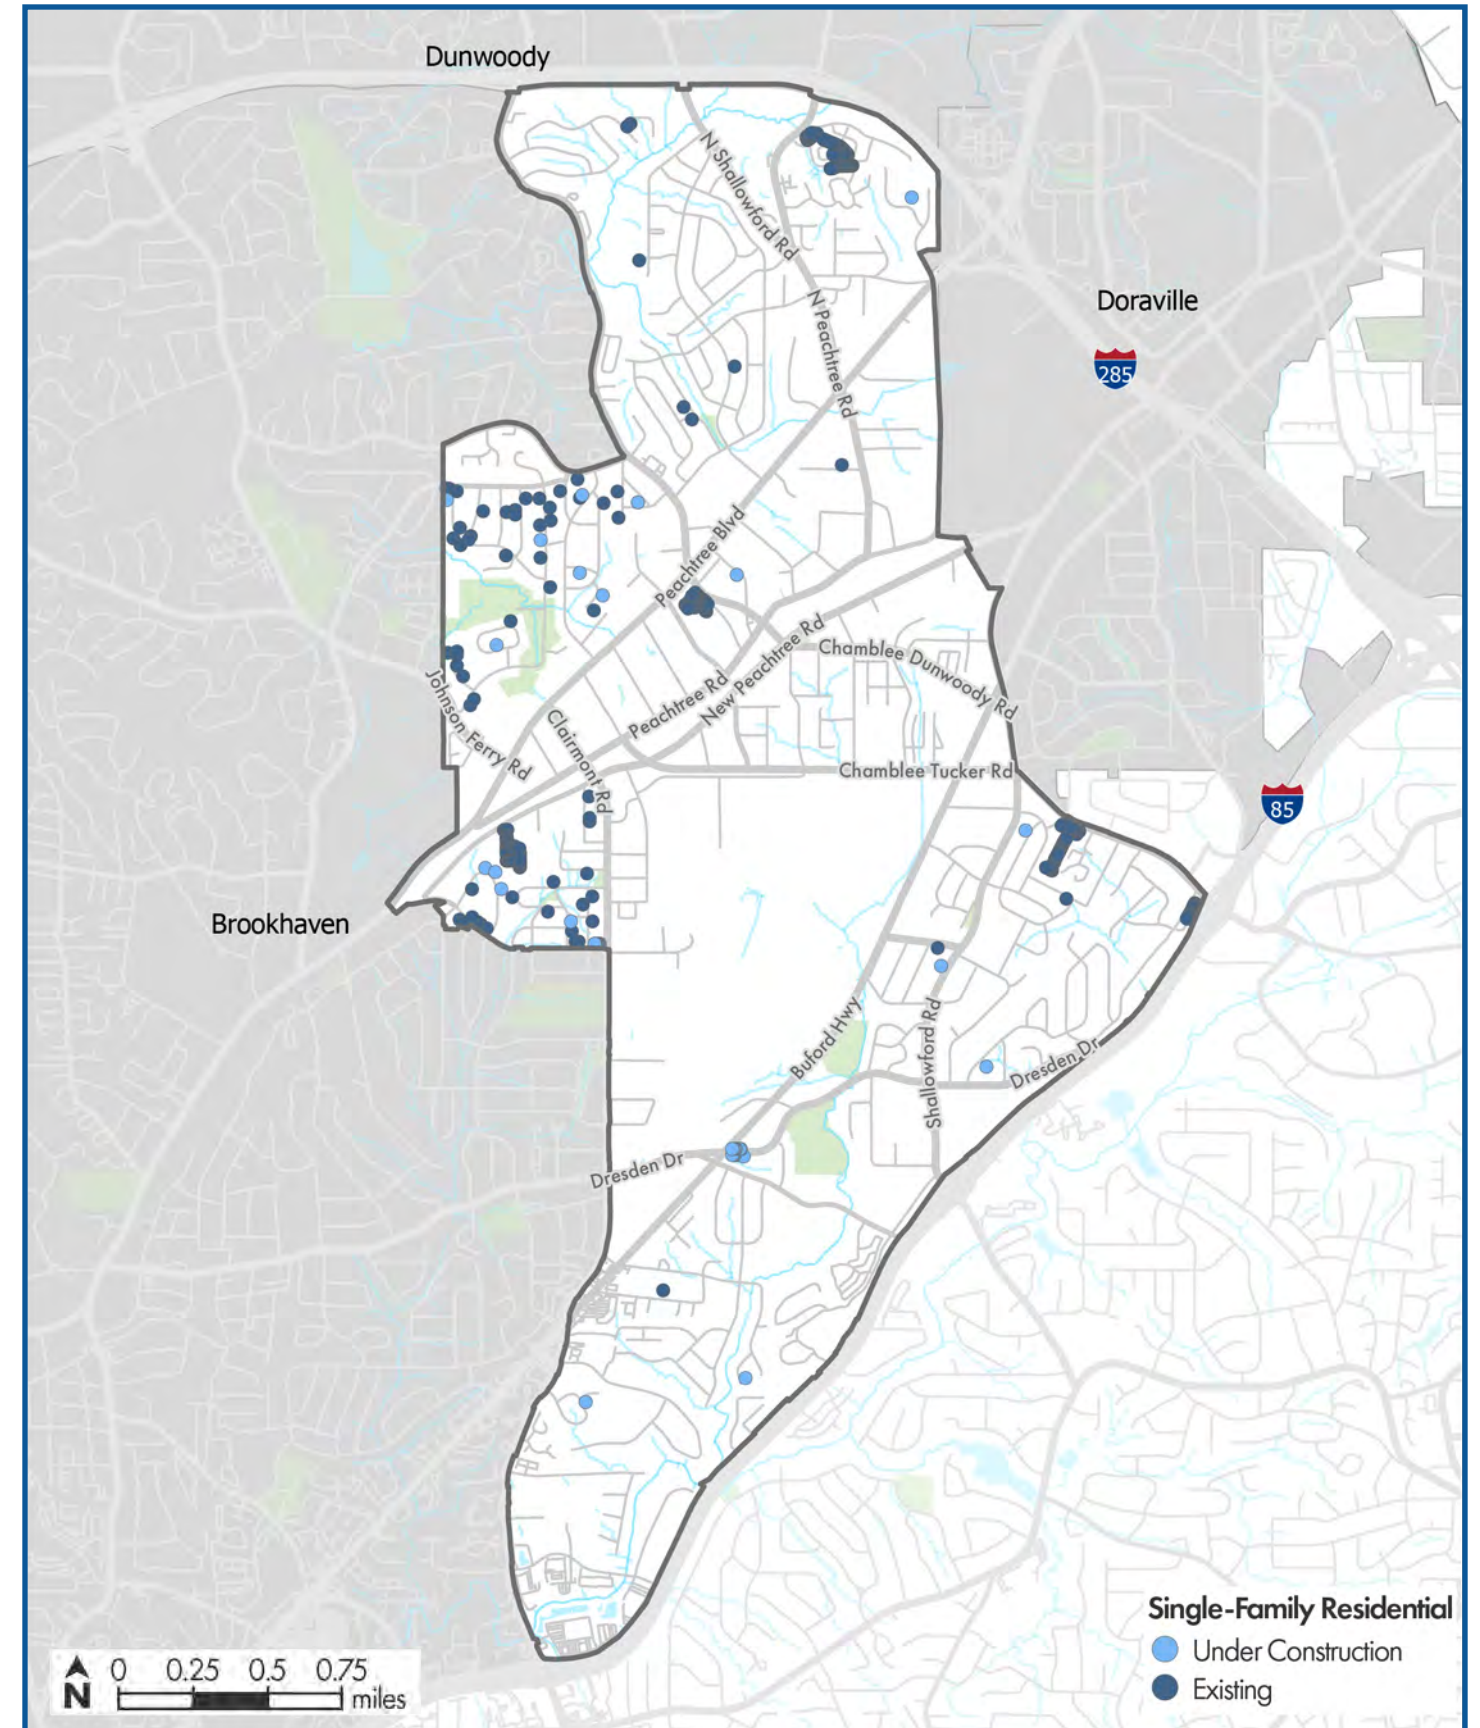 Dunwoody
N Shallowford Rd
Doraville
N Peachtree Rd
285
Peachtree Blvd
Chamblee Dunwoody Rd
Peachtree Rd
New Peachtree Rd
Johnson Ferry Rd
Clairmont Rd
Chamblee Tucker Rd
85
Brookhaven
Buford Hwy
Shallowford Rd
Dresden Dr
Dresden Dr
Single-Family Residential
Under Construction
Existing
N
0 0.25 0.5 0.75
miles